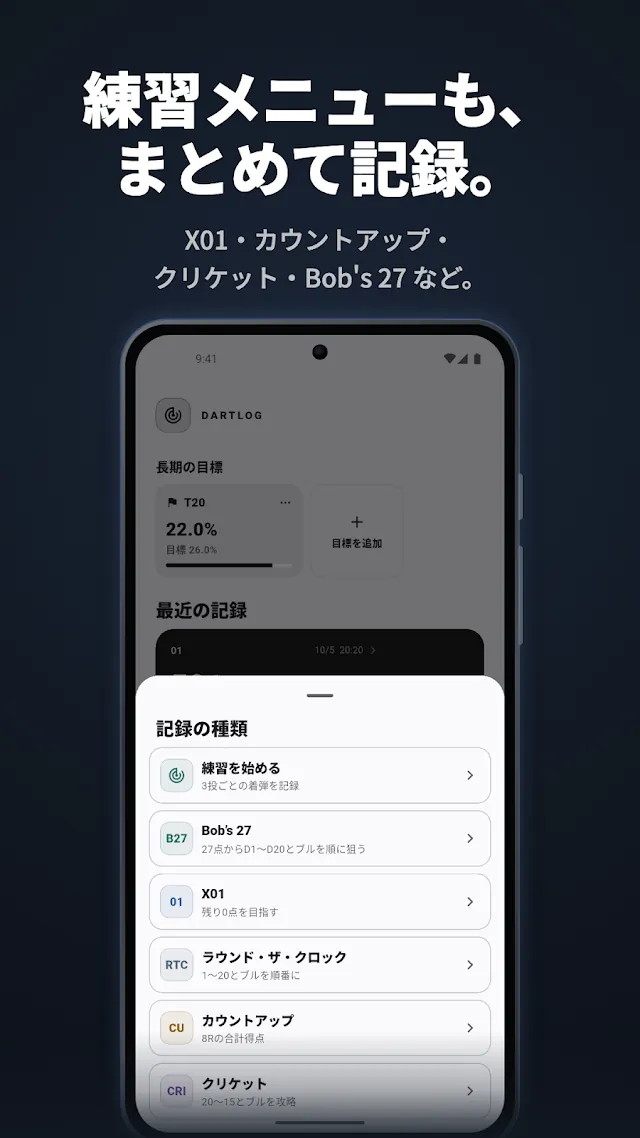 練習メニューも、
まとめて記録。
X01・カウントアップ・
クリケット・Bob's 27 など。
9:41
DARTLOG
長期の目標
T20
22.0%
目標 26.0%
目標を追加
最近の記録
01
10/5 20:20
記録の種類
練習を始める
3投ごとの着弾を記録
B27
Bob's 27
27点からD1〜D20とブルを順に狙う
01
X01
残り0点を目指す
RTC
ラウンド・ザ・クロック
1〜20とブルを順番に
CU
カウントアップ
8Rの合計得点
CRI
クリケット
20〜15とブルを攻略